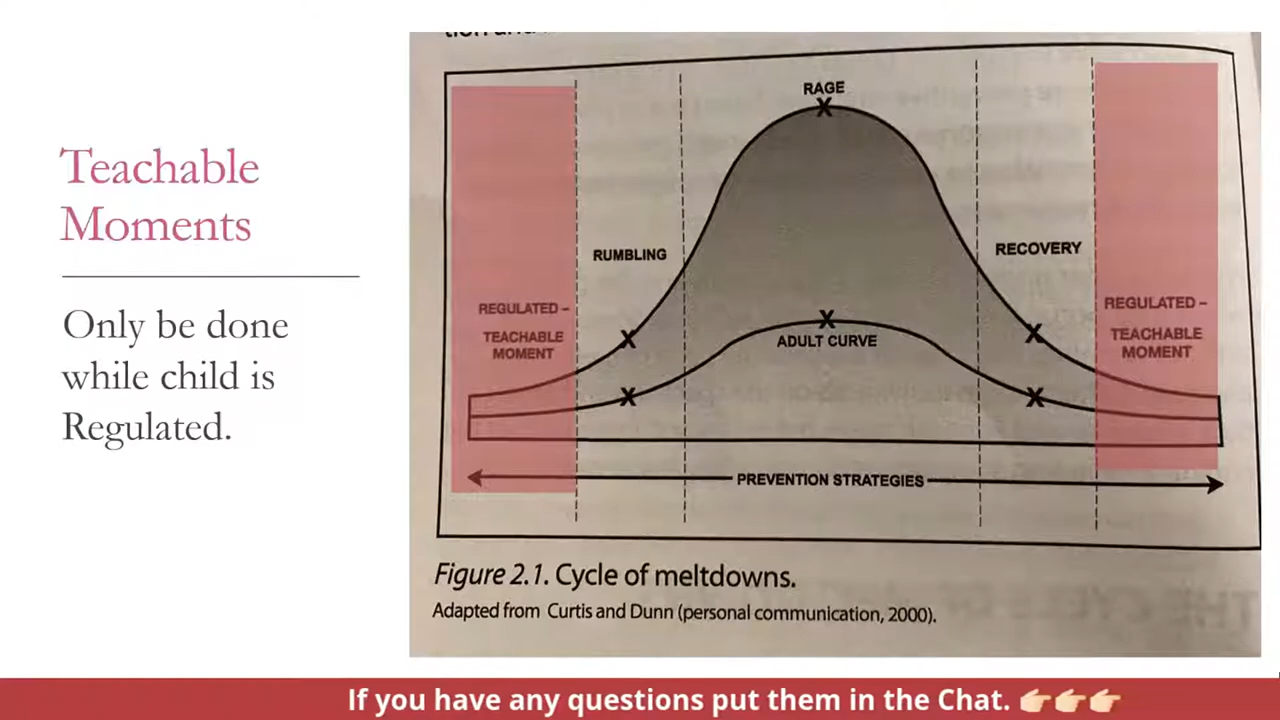 Teachable
Moments
Only be done
while child is
Regulated.
RAGE
RUMBLING
RECOVERY
REGULATED –
TEACHABLE
MOMENT
ADULT CURVE
REGULATED –
TEACHABLE
MOMENT
PREVENTION STRATEGIES
Figure 2.1. Cycle of meltdowns.
Adapted from Curtis and Dunn (personal communication, 2000).
If you have any questions put them in the Chat. 👉🏻👉🏻👉🏻